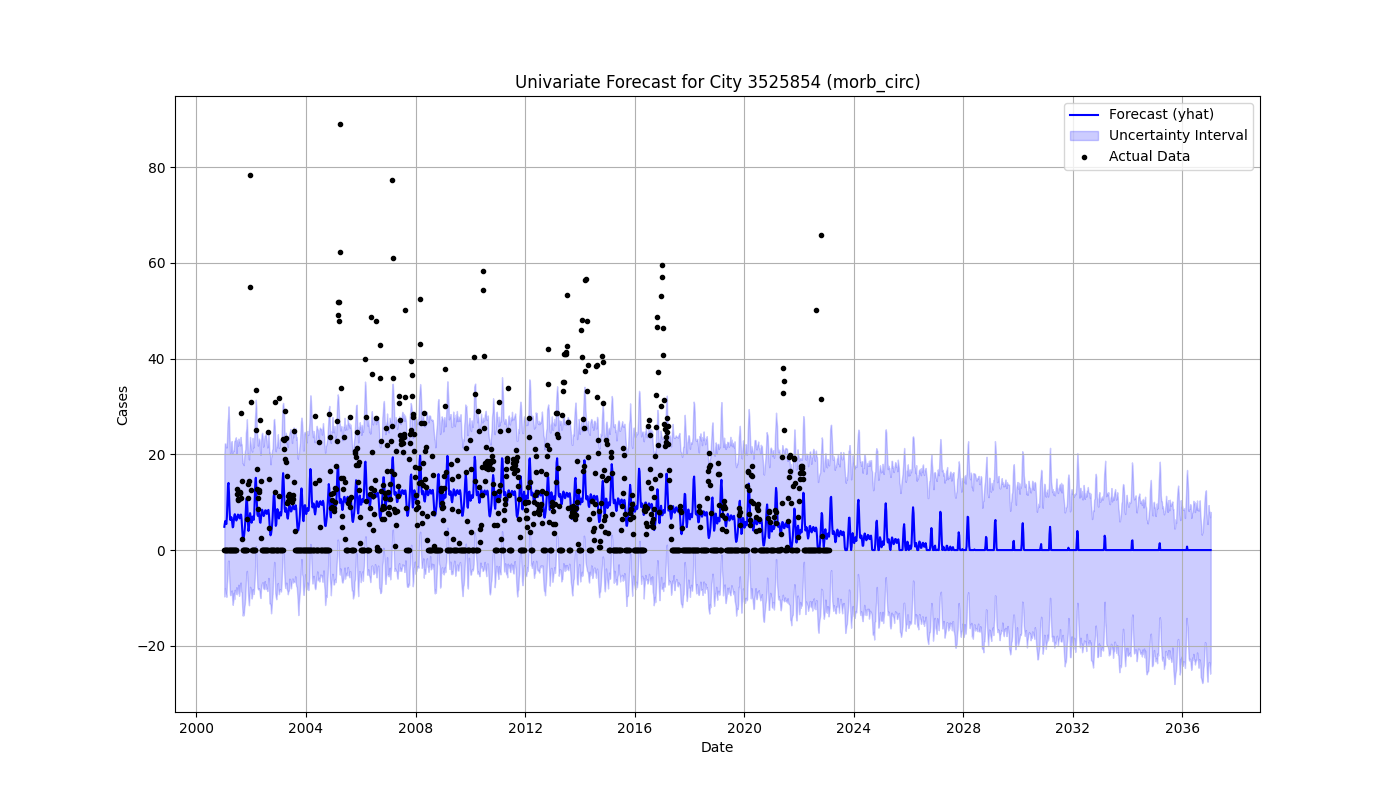 Univariate Forecast for City 3525854 (morb_circ)
Forecast (yhat)
Uncertainty Interval
Actual Data
80
60
40
20
0
−20
Cases
2000 2004 2008 2012 2016 2020 2024 2028 2032 2036
Date